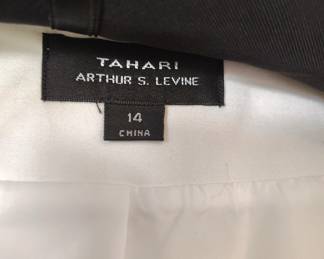 TAHARI
ARTHUR S. LEVINE
14
CHINA